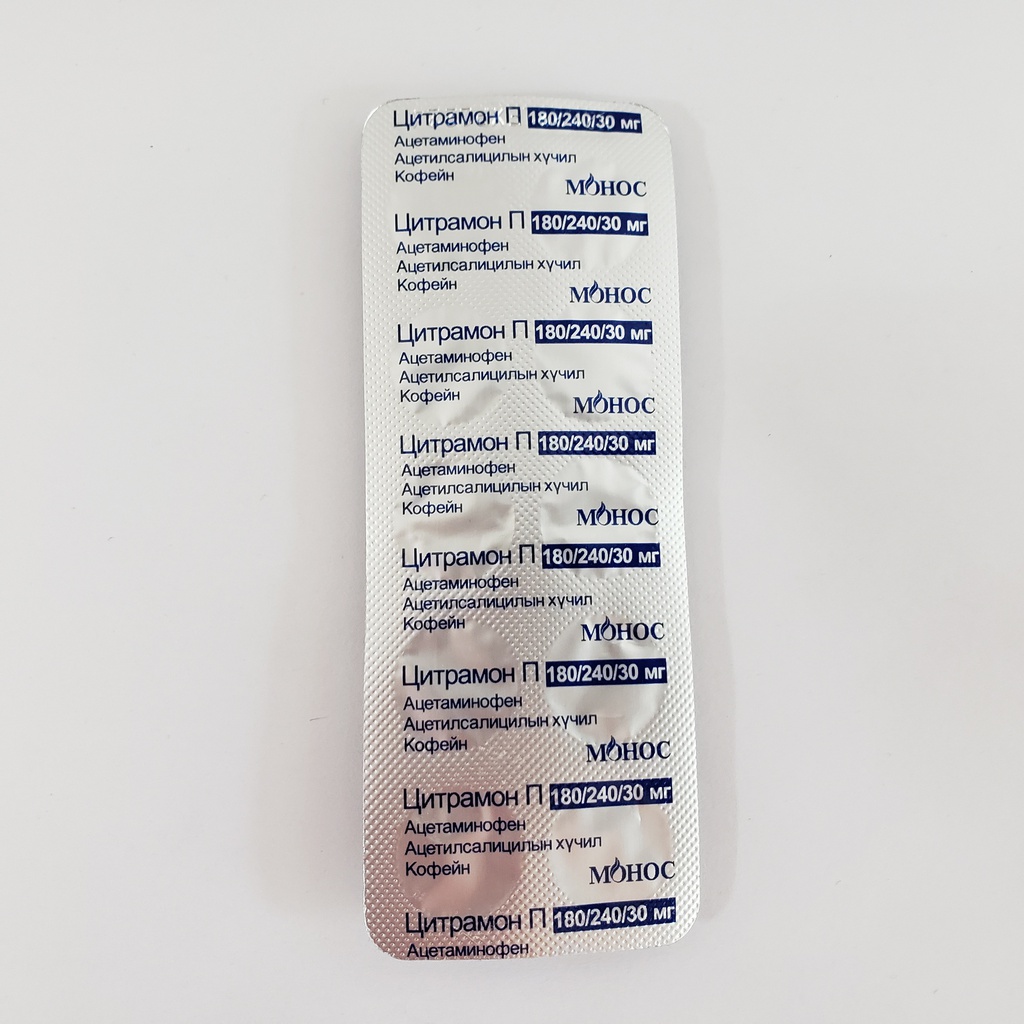 Цитрамон П 180/240/30 мг
Ацетаминофен
Ацетилсалицилын хүчил
Кофейн
МОНОС
Цитрамон П 180/240/30 мг
Ацетаминофен
Ацетилсалицилын хүчил
Кофейн
МОНОС
Цитрамон П 180/240/30 мг
Ацетаминофен
Ацетилсалицилын хүчил
Кофейн
МОНОС
Цитрамон П 180/240/30 мг
Ацетаминофен
Ацетилсалицилын хүчил
Кофейн
МОНОС
Цитрамон П 180/240/30 мг
Ацетаминофен
Ацетилсалицилын хүчил
Кофейн
МОНОС
Цитрамон П 180/240/30 мг
Ацетаминофен
Ацетилсалицилын хүчил
Кофейн
МОНОС
Цитрамон П 180/240/30 мг
Ацетаминофен
Ацетилсалицилын хүчил
Кофейн
МОНОС
Цитрамон П 180/240/30 мг
Ацетаминофен